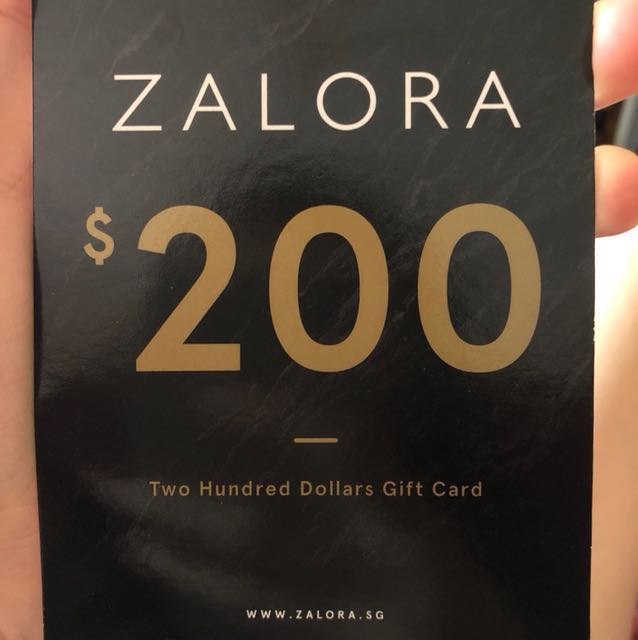 ZALORA
$200
Two Hundred Dollars Gift Card
WWW.ZALORA.SG